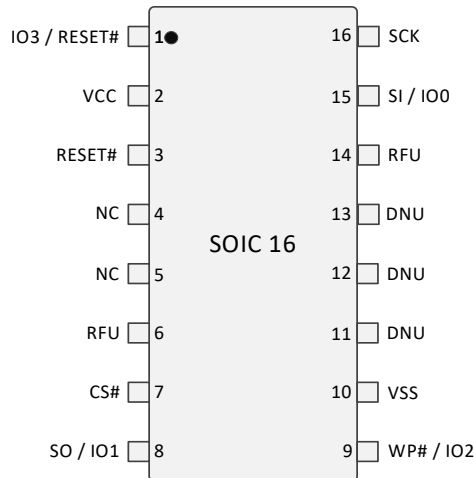 IO3 / RESET# 1 16 SCK
VCC 2 15 SI / IO0
RESET# 3 14 RFU
NC 4 13 DNU
SOIC 16
NC 5 12 DNU
RFU 6 11 DNU
CS# 7 10 VSS
SO / IO1 8 9 WP# / IO2